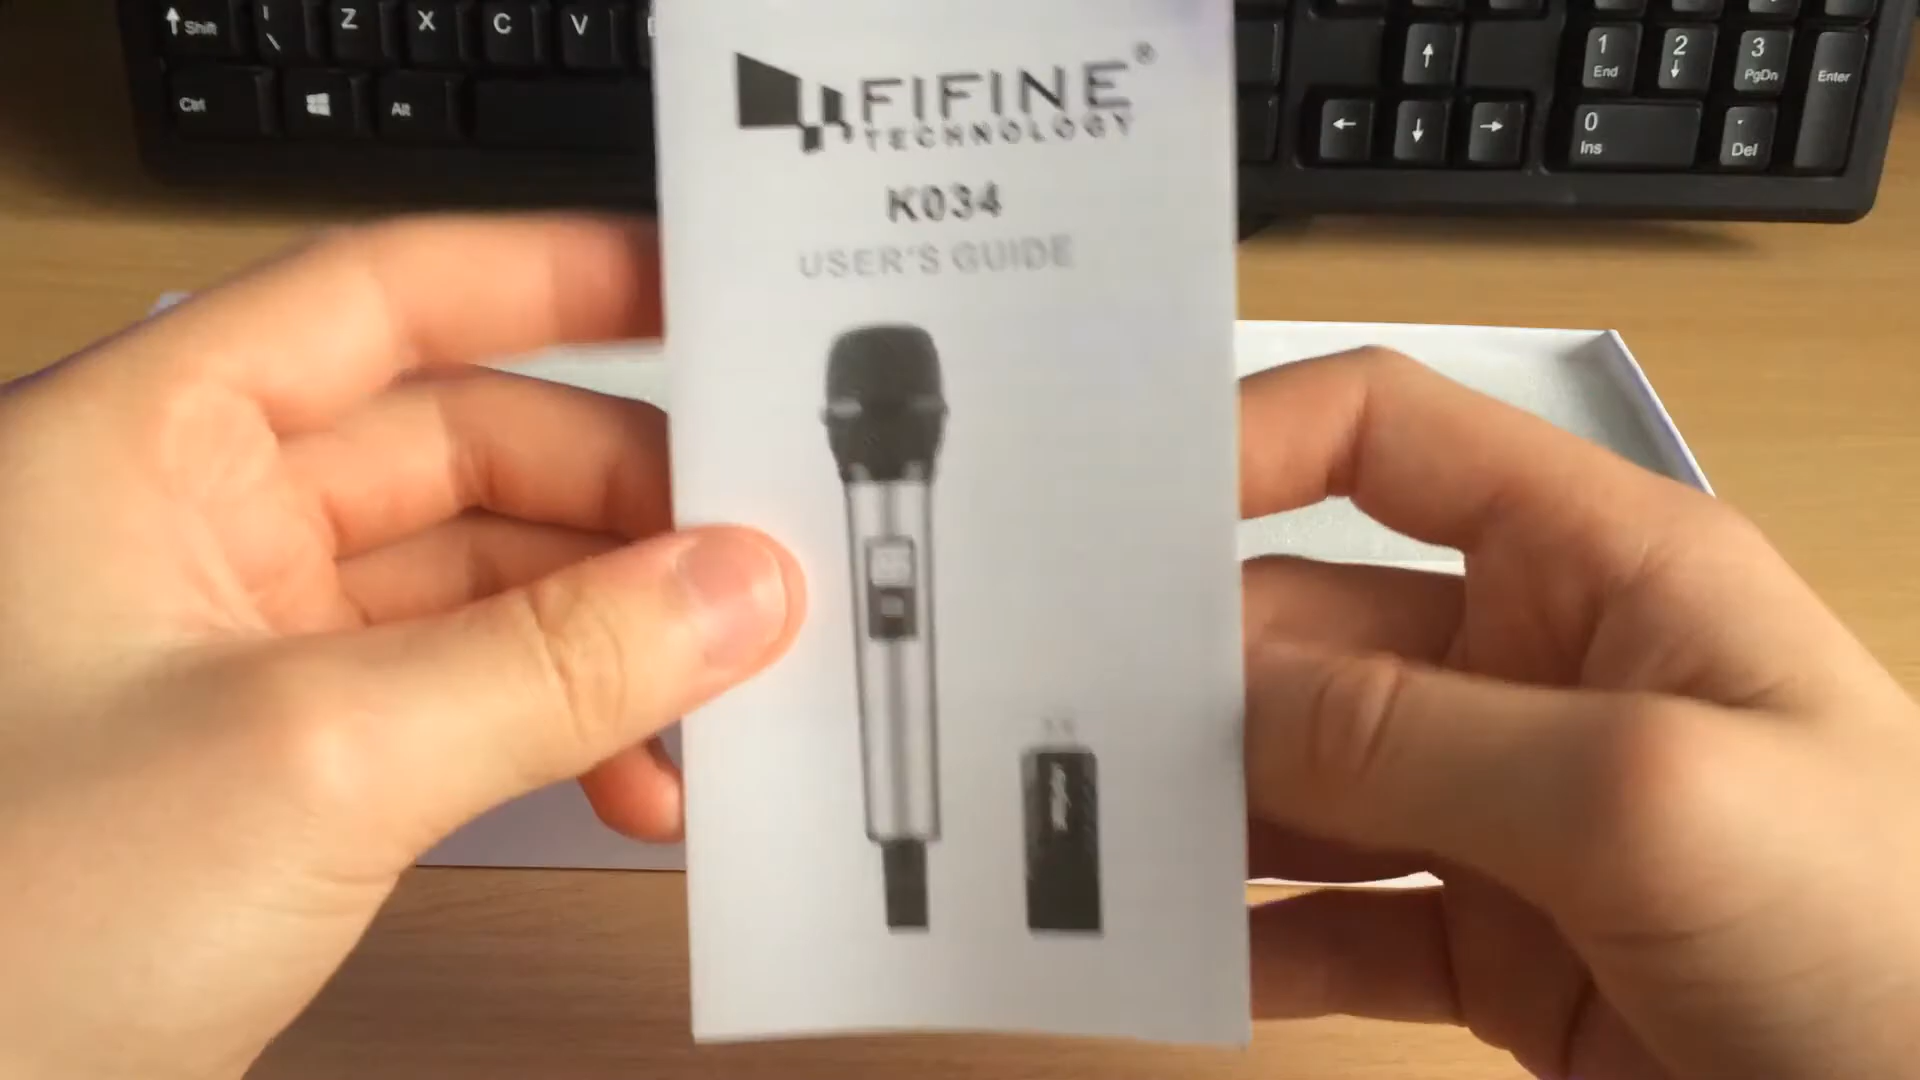 Shift
\
Z
X
C
V
Ctrl
Alt
FIFINE®
TECHNOLOGY
K034
USER'S GUIDE
↑
1
End
2
↓
3
PgDn
Enter
←
↓
→
0
Ins
.
Del